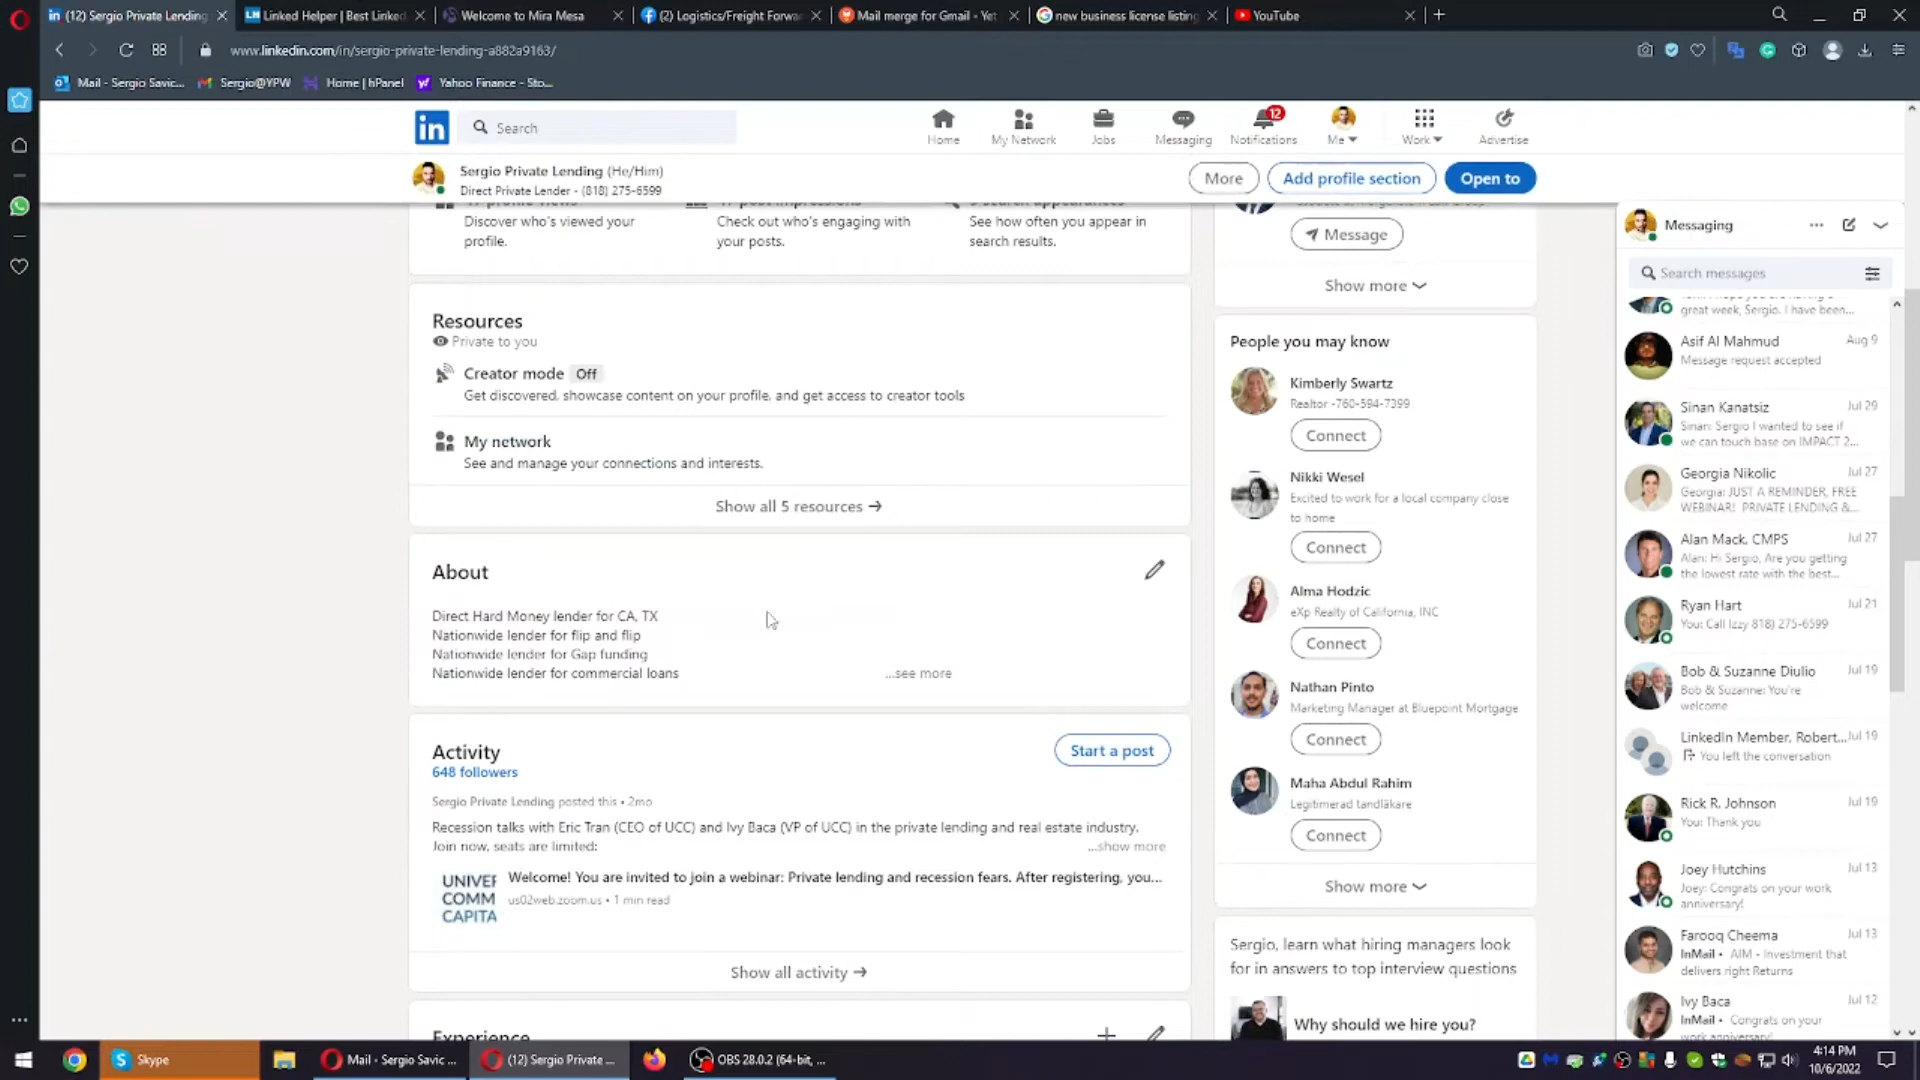 (12) Sergio Private Lending
Linked Helper | Best Linked
Welcome to Mira Mesa
(2) Logistics/Freight Forwa
Mail merge for Gmail - Yet
new business license listing
YouTube
www.linkedin.com/in/sergio-private-lending-a882a9163/
Mail - Sergio Savic...
Sergio@YPW
Home | hPanel
Yahoo Finance - Sto...
Search
Home
My Network
Jobs
Messaging
12
Notifications
Me
Work
Advertise
Sergio Private Lending (He/Him)
Direct Private Lender - (818) 275-6599
More
Add profile section
Open to
Discover who's viewed your
profile.
Check out who's engaging with
your posts.
See how often you appear in
search results.
Resources
Private to you
Creator mode Off
Get discovered, showcase content on your profile, and get access to creator tools
My network
See and manage your connections and interests.
Show all 5 resources →
About
Direct Hard Money lender for CA, TX
Nationwide lender for flip and flip
Nationwide lender for Gap funding
Nationwide lender for commercial loans
...see more
Activity
648 followers
Start a post
Sergio Private Lending posted this • 2mo
Recession talks with Eric Tran (CEO of UCC) and Ivy Baca (VP of UCC) in the private lending and real estate industry.
Join now, seats are limited:
...show more
UNIVER
COMM
CAPITA
Welcome! You are invited to join a webinar: Private lending and recession fears. After registering, you...
us02web.zoom.us • 1 min read
Show all activity →
Experience
Message
Show more
People you may know
Kimberly Swartz
Realtor -760-594-7399
Connect
Nikki Wesel
Excited to work for a local company close
to home
Connect
Alma Hodzic
eXp Realty of California, INC
Connect
Nathan Pinto
Marketing Manager at Bluepoint Mortgage
Connect
Maha Abdul Rahim
Legitimerad tandläkare
Connect
Show more
Sergio, learn what hiring managers look
for in answers to top interview questions
Why should we hire you?
Messaging
Search messages
great week, Sergio. I have been...
Asif Al Mahmud
Aug 9
Message request accepted
Sinan Kanatsiz
Jul 29
Sinan: Sergio I wanted to see if
we can touch base on IMPACT 2...
Georgia Nikolic
Jul 27
Georgia: JUST A REMINDER, FREE
WEBINAR! PRIVATE LENDING &...
Alan Mack, CMPS
Jul 27
Alan: Hi Sergio, Are you getting
the lowest rate with the best...
Ryan Hart
Jul 21
You: Call Izzy 818) 275-6599
Bob & Suzanne Diulio
Jul 19
Bob & Suzanne: You're
welcome
LinkedIn Member, Robert...
Jul 19
You left the conversation
Rick R. Johnson
Jul 19
You: Thank you
Joey Hutchins
Jul 13
Joey: Congrats on your work
anniversary!
Farooq Cheema
Jul 13
InMail • AIM - Investment that
delivers right Returns
Ivy Baca
Jul 12
InMail • Congrats on your
work anniversary!
Skype
Mail - Sergio Savic ...
(12) Sergio Private ...
OBS 28.0.2 (64-bit, ...
4:14 PM
10/6/2022